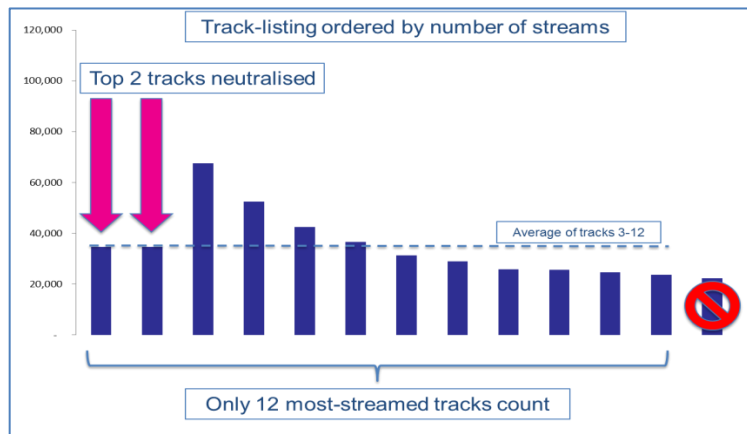 Track-listing ordered by number of streams
120,000
100,000
Top 2 tracks neutralised
80,000
60,000
40,000
Average of tracks 3-12
20,000
-
Only 12 most-streamed tracks count